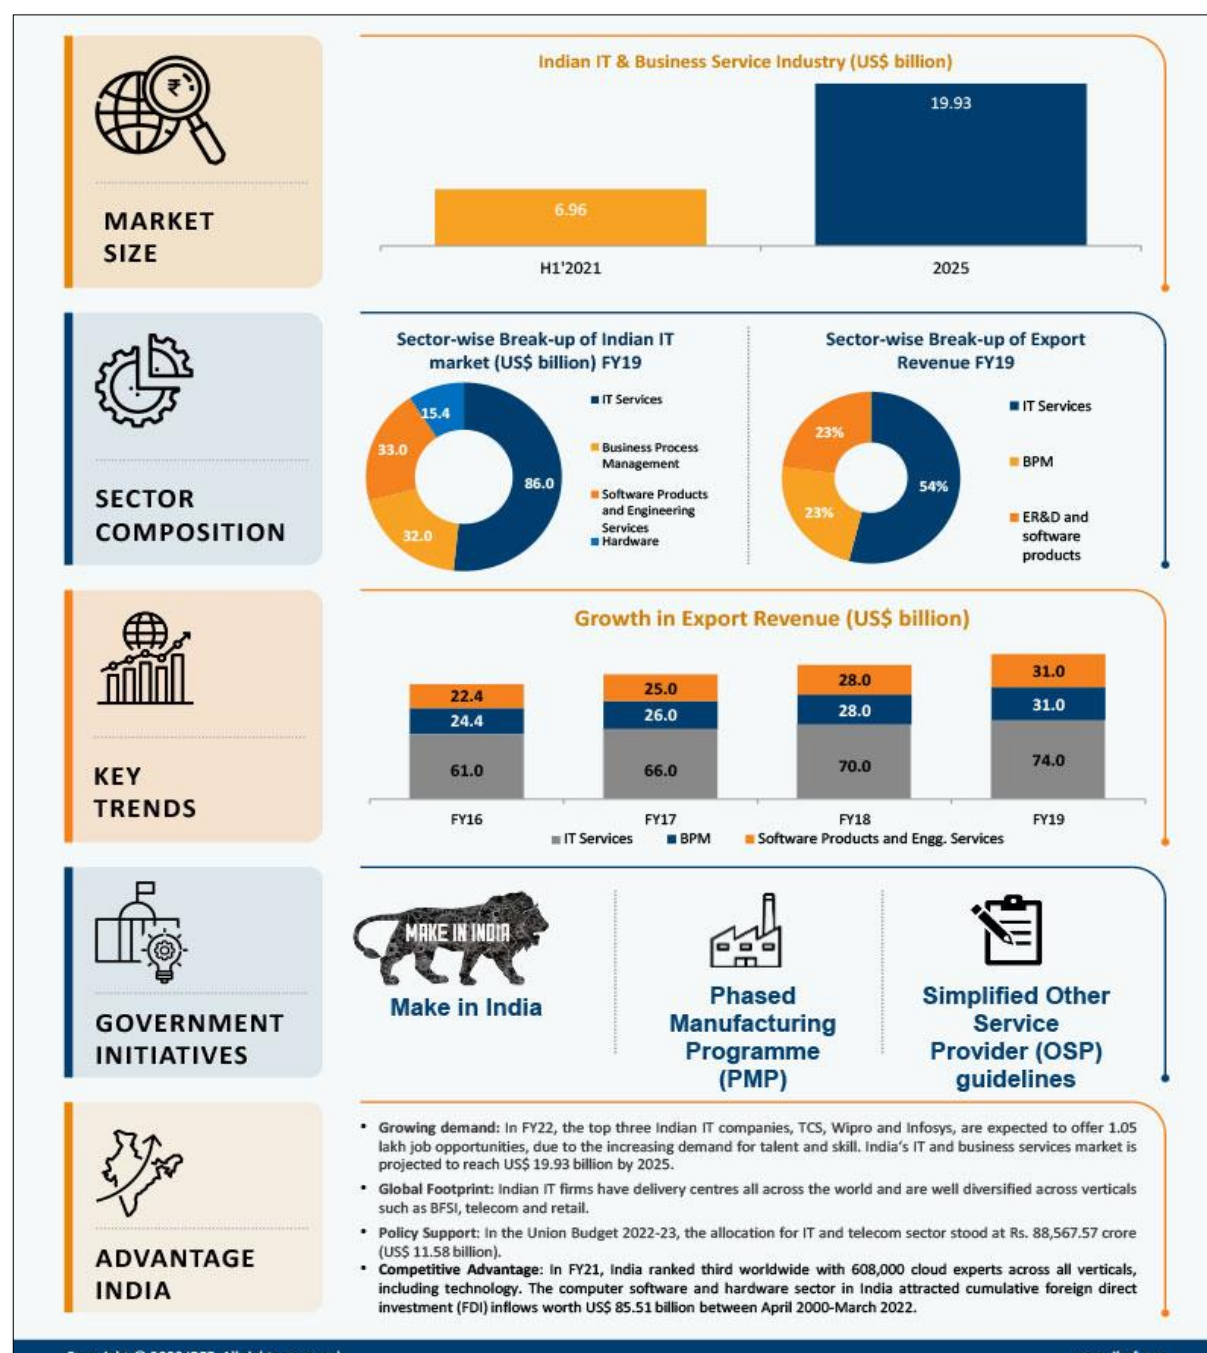 ₹
MARKET
SIZE
Indian IT & Business Service Industry (US$ billion)
19.93
6.96
H1'2021
2025
SECTOR
COMPOSITION
Sector-wise Break-up of Indian IT
market (US$ billion) FY19
15.4
33.0
86.0
32.0
IT Services
Business Process
Management
Software Products
and Engineering
Services
Hardware
Sector-wise Break-up of Export
Revenue FY19
23%
54%
23%
IT Services
BPM
ER&D and
software
products
KEY
TRENDS
Growth in Export Revenue (US$ billion)
22.4
25.0
28.0
31.0
24.4
26.0
28.0
31.0
61.0
66.0
70.0
74.0
FY16
FY17
FY18
FY19
IT Services
BPM
Software Products and Engg. Services
GOVERNMENT
INITIATIVES
MAKE IN INDIA
Make in India
Phased
Manufacturing
Programme
(PMP)
Simplified Other
Service
Provider (OSP)
guidelines
ADVANTAGE
INDIA
• Growing demand: In FY22, the top three Indian IT companies, TCS, Wipro and Infosys, are expected to offer 1.05
lakh job opportunities, due to the increasing demand for talent and skill. India's IT and business services market is
projected to reach US$ 19.93 billion by 2025.
• Global Footprint: Indian IT firms have delivery centres all across the world and are well diversified across verticals
such as BFSI, telecom and retail.
• Policy Support: In the Union Budget 2022-23, the allocation for IT and telecom sector stood at Rs. 88,567.57 crore
(US$ 11.58 billion).
• Competitive Advantage: In FY21, India ranked third worldwide with 608,000 cloud experts across all verticals,
including technology. The computer software and hardware sector in India attracted cumulative foreign direct
investment (FDI) inflows worth US$ 85.51 billion between April 2000-March 2022.